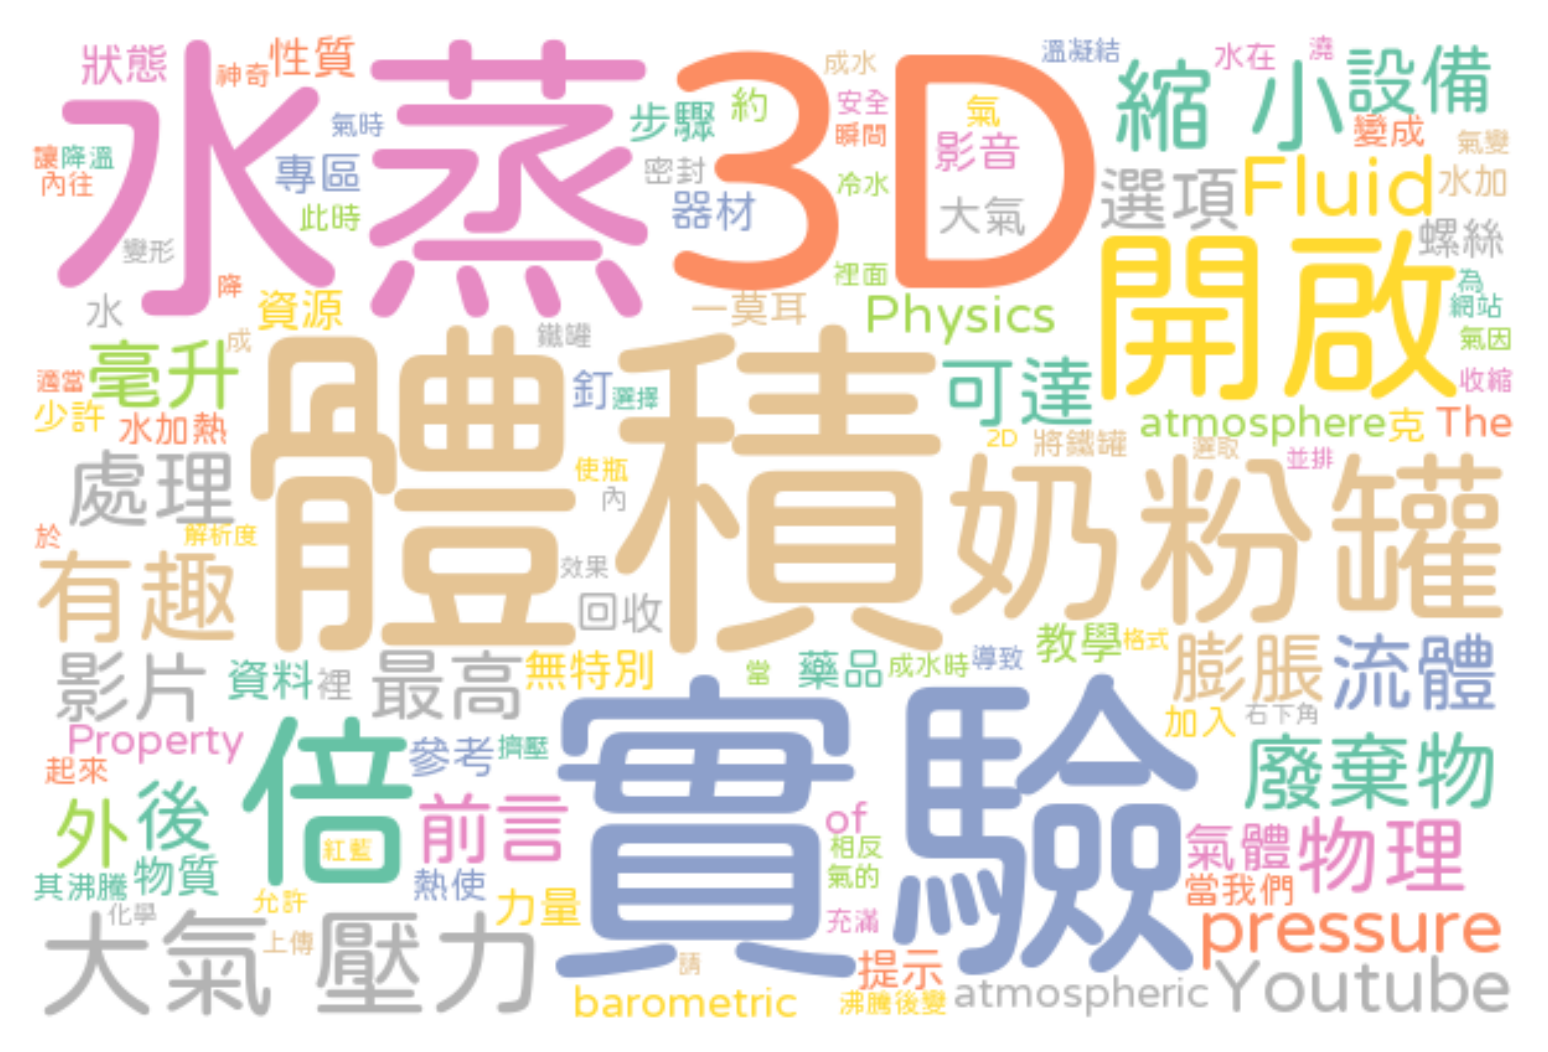 狀態
神奇
性質
水蒸
3D
成水
溫凝結
水在
澆
縮小
設備
氣時
步驟
約
安全
瞬間
氣
影音
變成
氣變
讓降溫
內往
專區
此時
密封
器材
冷水
大氣
選項
Fluid
水加
螺絲
變形
水
降
資源
裡面
一莫耳
Physics
開啟
為
網站
氣因
收縮
毫升
成
鐵罐
適當
少許
水加熱
體積
釘
選擇
可達
atmosphere
克
The
2D
將鐵罐
選取
並排
處理
使瓶
內
奶粉罐
於
解析度
有趣
效果
回收
影片
資料
裡
最高
無特別
當
藥品
成水時
導致
教學
格式
膨脹
流體
加入
右下角
Property
起來
倍
參考
擠壓
實驗
廢棄物
外
後
紅藍
前言
of
相反
氣的
氣體
物理
其沸騰
物質
熱使
當我們
化學
允許
力量
充滿
pressure
大氣壓力
上傳
請
提示
barometric
沸騰後變
atmospheric
Youtube